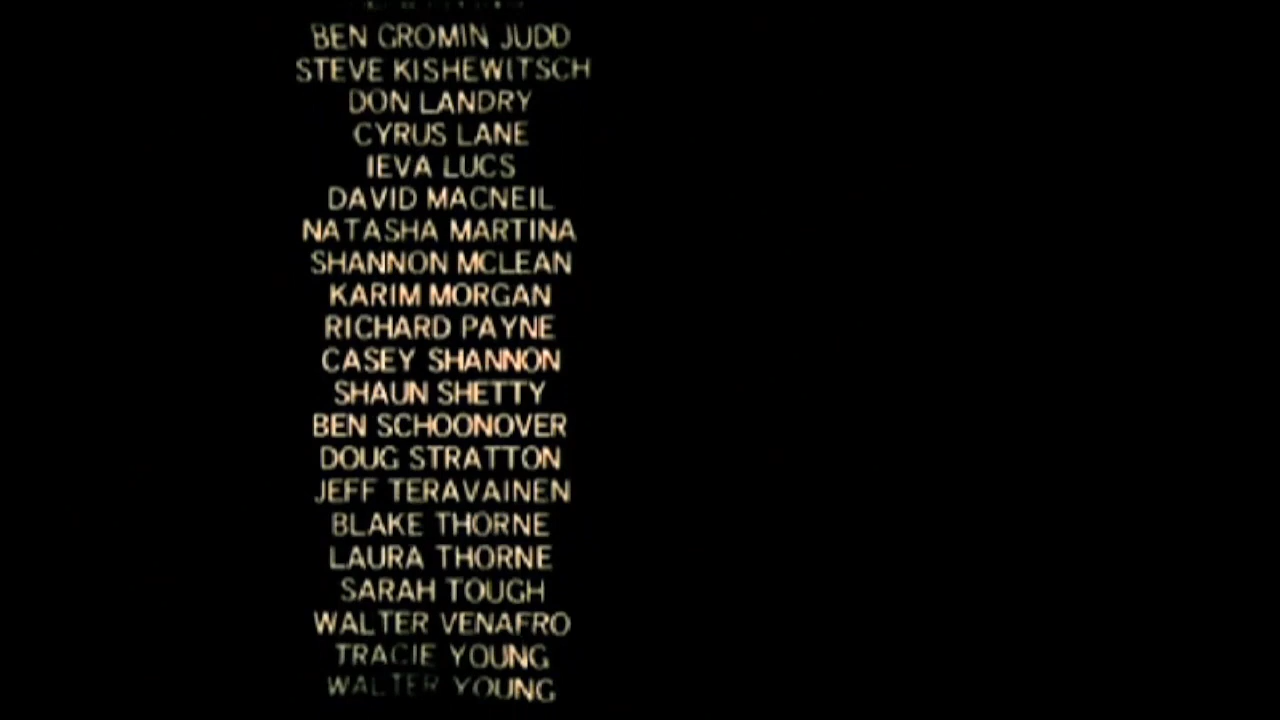 BEN GROMIN JUDD
STEVE KISHEWITSCH
DON LANDRY
CYRUS LANE
IEVA LUCS
DAVID MACNEIL
NATASHA MARTINA
SHANNON MCLEAN
KARIM MORGAN
RICHARD PAYNE
CASEY SHANNON
SHAUN SHETTY
BEN SCHOONOVER
DOUG STRATTON
JEFF TERAVAINEN
BLAKE THORNE
LAURA THORNE
SARAH TOUGH
WALTER VENAFRO
TRACIE YOUNG
WALTER YOUNG